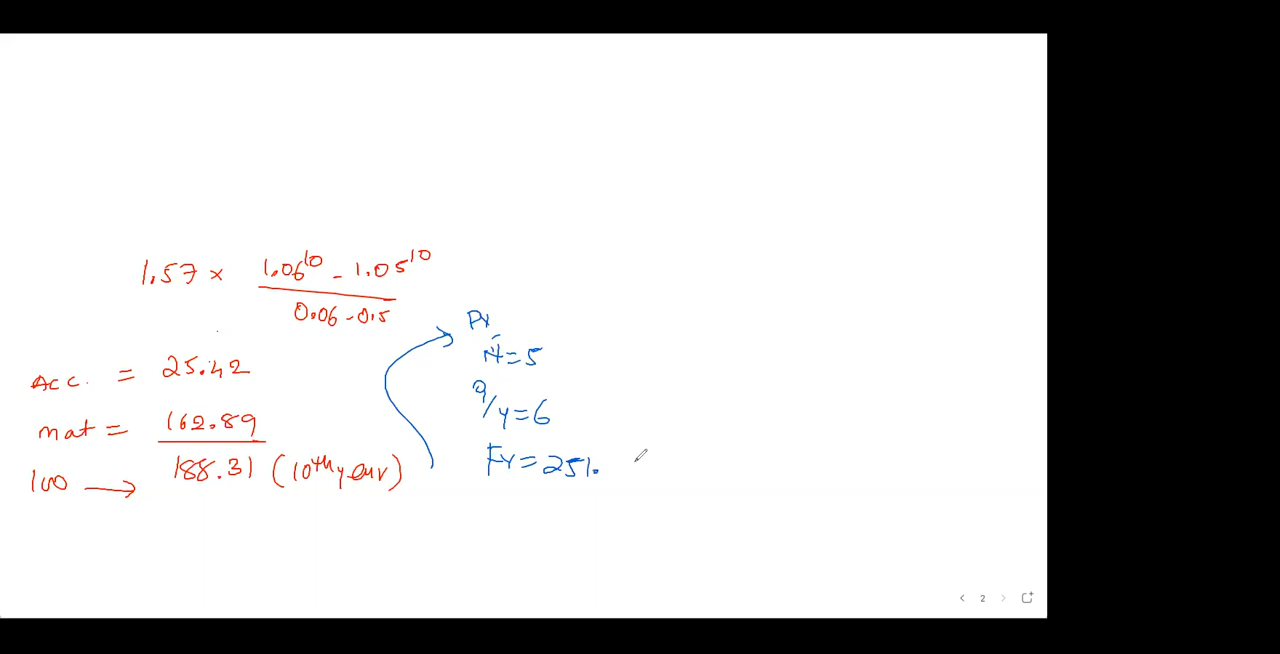 1.57 × 1.06^10 - 1.05^10
0.06 - 0.5
Acc. = 25.42
mat = 162.89
100 → 188.31 (10th year)
PV
N=5
I/Y=6
FV=251.
2